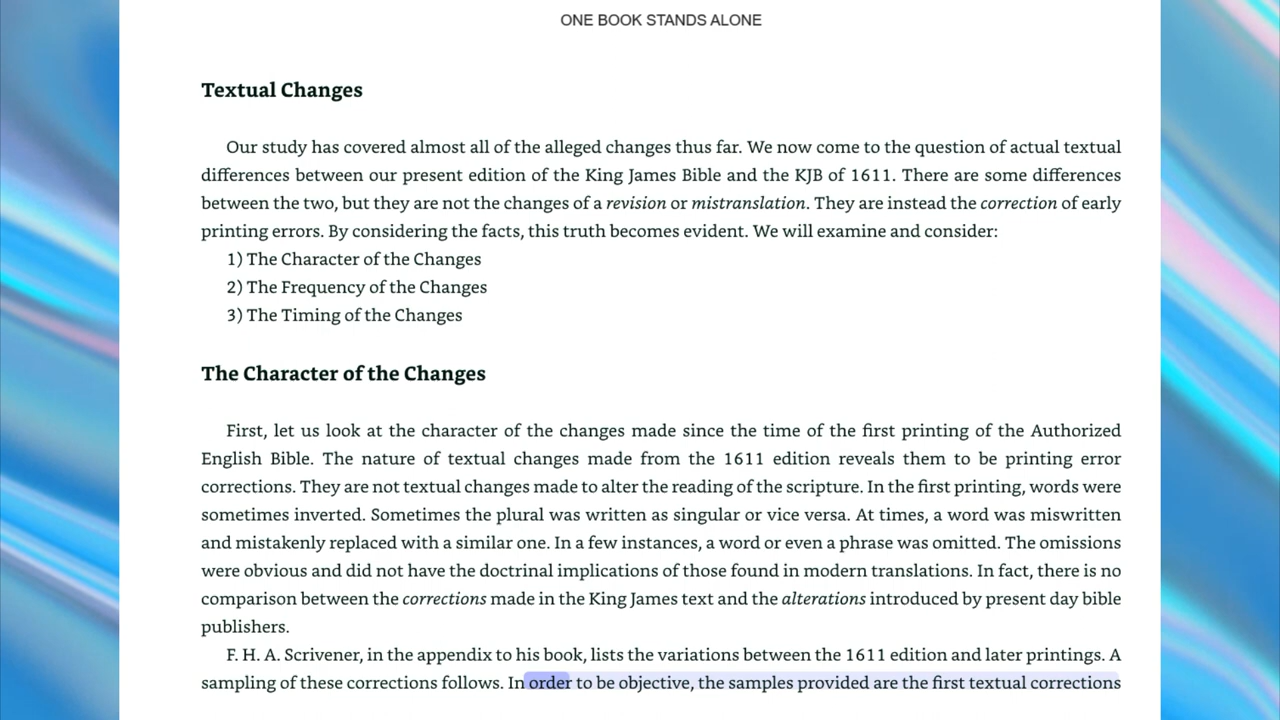 ONE BOOK STANDS ALONE
Textual Changes
Our study has covered almost all of the alleged changes thus far. We now come to the question of actual textual
differences between our present edition of the King James Bible and the KJB of 1611. There are some differences
between the two, but they are not the changes of a revision or mistranslation. They are instead the correction of early
printing errors. By considering the facts, this truth becomes evident. We will examine and consider:
1) The Character of the Changes
2) The Frequency of the Changes
3) The Timing of the Changes
The Character of the Changes
First, let us look at the character of the changes made since the time of the first printing of the Authorized
English Bible. The nature of textual changes made from the 1611 edition reveals them to be printing error
corrections. They are not textual changes made to alter the reading of the scripture. In the first printing, words were
sometimes inverted. Sometimes the plural was written as singular or vice versa. At times, a word was miswritten
and mistakenly replaced with a similar one. In a few instances, a word or even a phrase was omitted. The omissions
were obvious and did not have the doctrinal implications of those found in modern translations. In fact, there is no
comparison between the corrections made in the King James text and the alterations introduced by present day bible
publishers.
F. H. A. Scrivener, in the appendix to his book, lists the variations between the 1611 edition and later printings. A
sampling of these corrections follows. In order to be objective, the samples provided are the first textual corrections